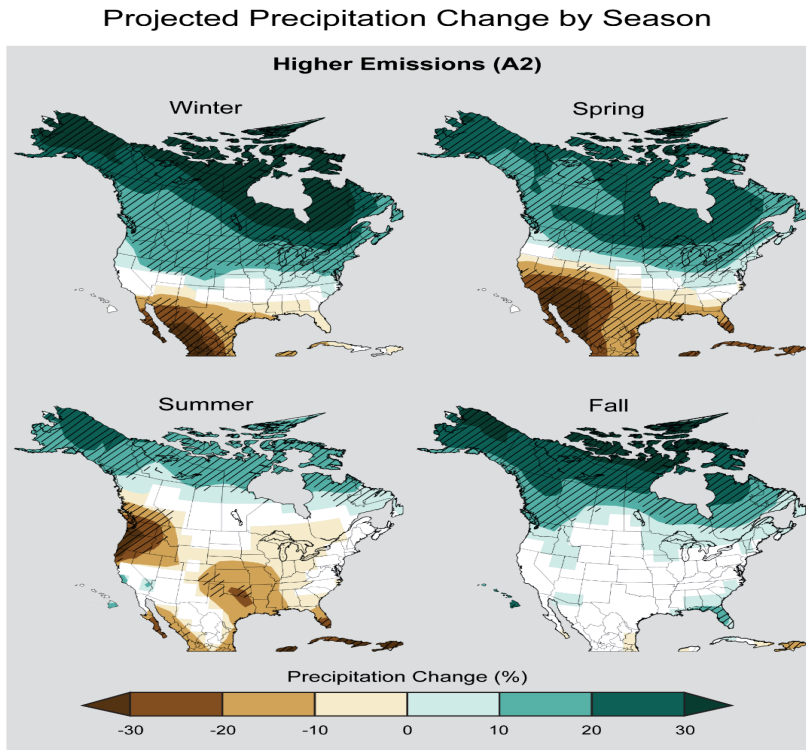 Projected Precipitation Change by Season
Higher Emissions (A2)
Winter
Spring
Summer
Fall
Precipitation Change (%)
-30 -20 -10 0 10 20 30